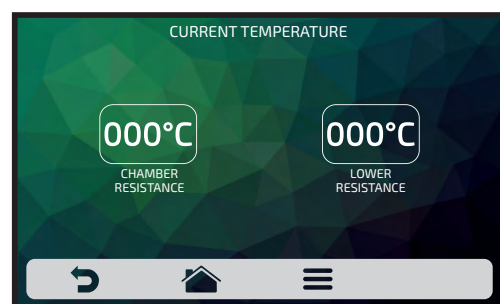 CURRENT TEMPERATURE
000°C
CHAMBER
RESISTANCE
000°C
LOWER
RESISTANCE